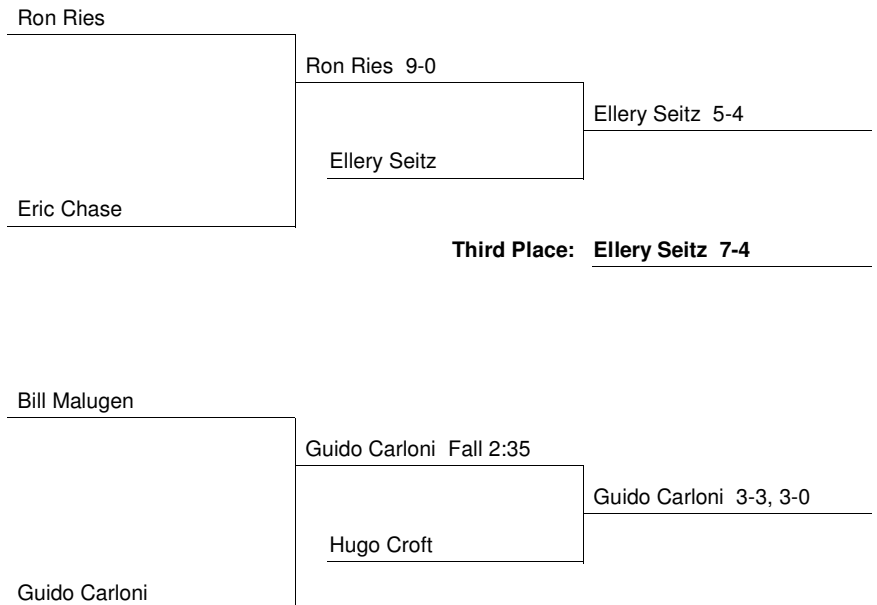 Ron Ries
Ron Ries 9-0
Ellery Seitz 5-4
Ellery Seitz
Eric Chase
Third Place: Ellery Seitz 7-4
Bill Malugen
Guido Carloni Fall 2:35
Guido Carloni 3-3, 3-0
Hugo Croft
Guido Carloni